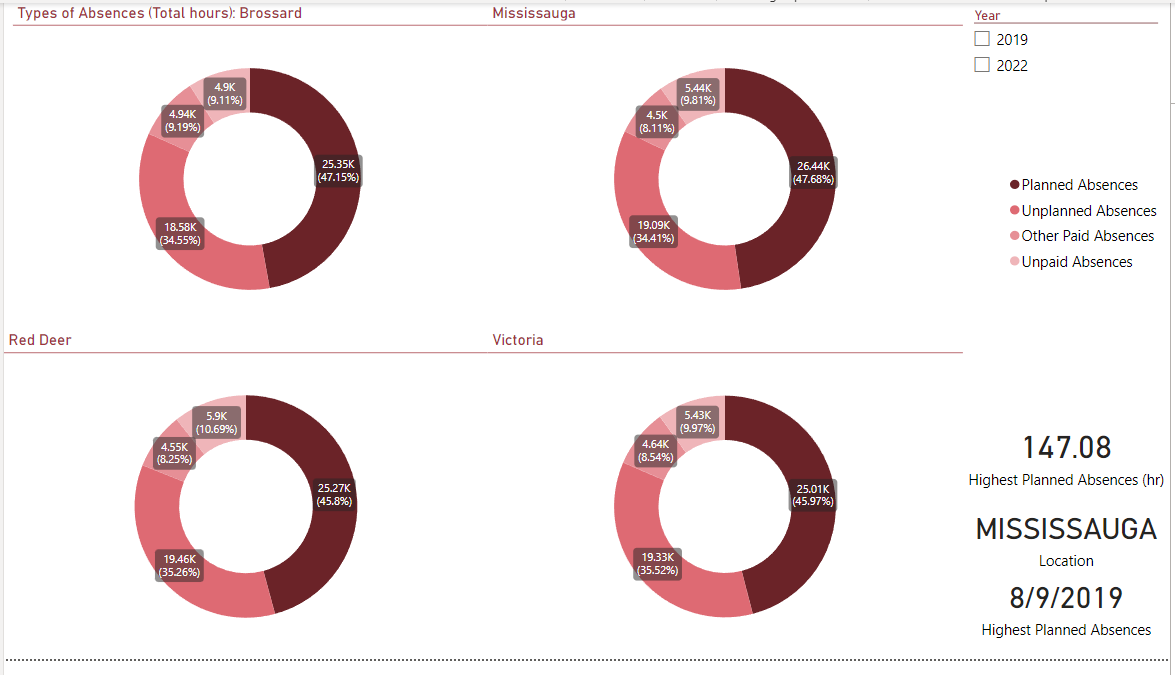 Types of Absences (Total hours): Brossard
Mississauga
Year
2019
2022
4.9K
(9.11%)
4.94K
(9.19%)
25.35K
(47.15%)
18.58K
(34.55%)
5.44K
(9.81%)
4.5K
(8.11%)
26.44K
(47.68%)
19.09K
(34.41%)
Planned Absences
Unplanned Absences
Other Paid Absences
Unpaid Absences
Red Deer
Victoria
5.9K
(10.69%)
4.55K
(8.25%)
25.27K
(45.8%)
19.46K
(35.26%)
5.43K
(9.97%)
4.64K
(8.54%)
25.01K
(45.97%)
19.33K
(35.52%)
147.08
Highest Planned Absences (hr)
MISSISSAUGA
Location
8/9/2019
Highest Planned Absences